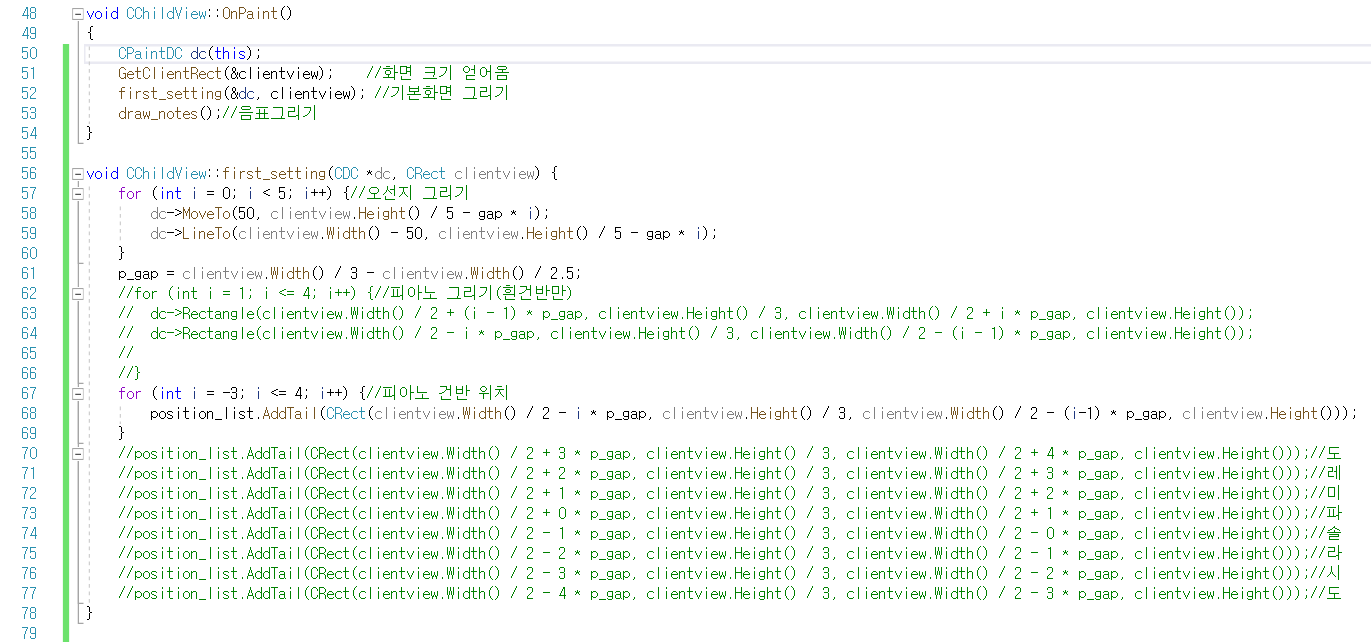 48 void CChildView::OnPaint()
49 {
50 CPaintDC dc(this);
51 GetClientRect(&clientview); //화면 크기 얻어옴
52 first_setting(&dc, clientview); //기본화면 그리기
53 draw_notes();//음표그리기
54 }
55
56 void CChildView::first_setting(CDC *dc, CRect clientview) {
57 for (int i = 0; i < 5; i++) {//오선지 그리기
58 dc->MoveTo(50, clientview.Height() / 5 - gap * i);
59 dc->LineTo(clientview.Width() - 50, clientview.Height() / 5 - gap * i);
60 }
61 p_gap = clientview.Width() / 3 - clientview.Width() / 2.5;
62 //for (int i = 1; i <= 4; i++) {//피아노 그리기(흰건반만)
63 // dc->Rectangle(clientview.Width() / 2 + (i - 1) * p_gap, clientview.Height() / 3, clientview.Width() / 2 + i * p_gap, clientview.Height());
64 // dc->Rectangle(clientview.Width() / 2 - i * p_gap, clientview.Height() / 3, clientview.Width() / 2 - (i - 1) * p_gap, clientview.Height());
65 //
66 //}
67 for (int i = -3; i <= 4; i++) {//피아노 건반 위치
68 position_list.AddTail(CRect(clientview.Width() / 2 - i * p_gap, clientview.Height() / 3, clientview.Width() / 2 - (i-1) * p_gap, clientview.Height()));
69 }
70 //position_list.AddTail(CRect(clientview.Width() / 2 + 3 * p_gap, clientview.Height() / 3, clientview.Width() / 2 + 4 * p_gap, clientview.Height()));//도
71 //position_list.AddTail(CRect(clientview.Width() / 2 + 2 * p_gap, clientview.Height() / 3, clientview.Width() / 2 + 3 * p_gap, clientview.Height()));//레
72 //position_list.AddTail(CRect(clientview.Width() / 2 + 1 * p_gap, clientview.Height() / 3, clientview.Width() / 2 + 2 * p_gap, clientview.Height()));//미
73 //position_list.AddTail(CRect(clientview.Width() / 2 + 0 * p_gap, clientview.Height() / 3, clientview.Width() / 2 + 1 * p_gap, clientview.Height()));//파
74 //position_list.AddTail(CRect(clientview.Width() / 2 - 1 * p_gap, clientview.Height() / 3, clientview.Width() / 2 - 0 * p_gap, clientview.Height()));//솔
75 //position_list.AddTail(CRect(clientview.Width() / 2 - 2 * p_gap, clientview.Height() / 3, clientview.Width() / 2 - 1 * p_gap, clientview.Height()));//라
76 //position_list.AddTail(CRect(clientview.Width() / 2 - 3 * p_gap, clientview.Height() / 3, clientview.Width() / 2 - 2 * p_gap, clientview.Height()));//시
77 //position_list.AddTail(CRect(clientview.Width() / 2 - 4 * p_gap, clientview.Height() / 3, clientview.Width() / 2 - 3 * p_gap, clientview.Height()));//도
78 }
79